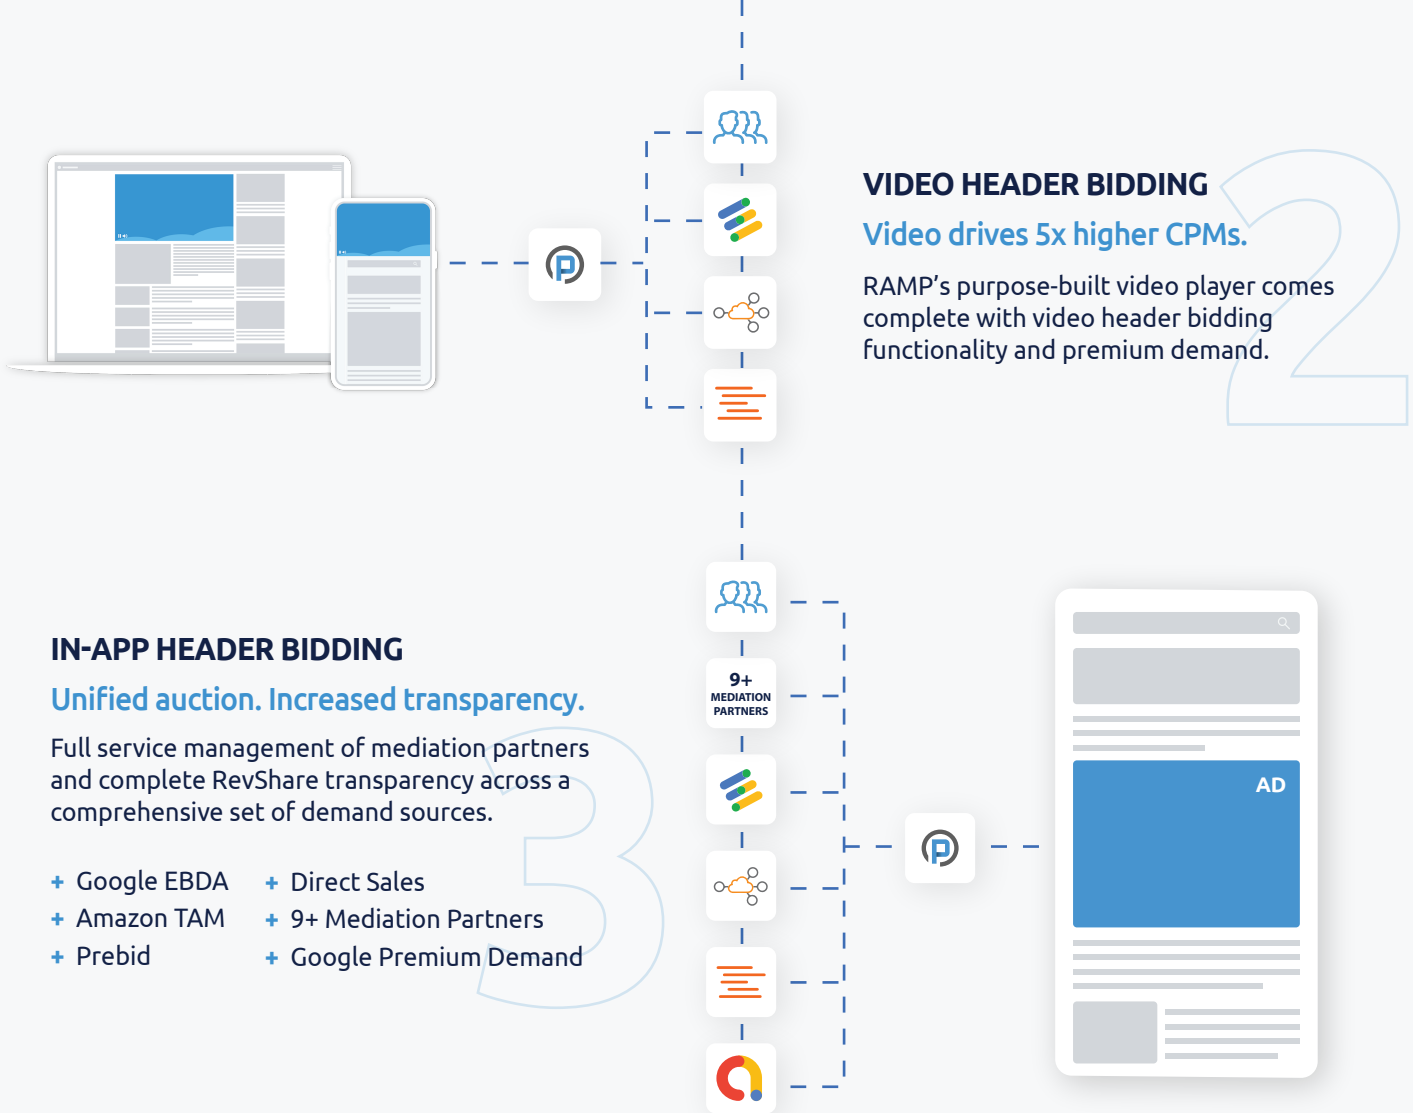 VIDEO HEADER BIDDING
2
Video drives 5x higher CPMs.
RAMP's purpose-built video player comes
complete with video header bidding
functionality and premium demand.
IN-APP HEADER BIDDING
Unified auction. Increased transparency.
Full service management of mediation partners
and complete RevShare transparency across a
comprehensive set of demand sources.
3
+ Google EBDA
+ Amazon TAM
+ Prebid
+ Direct Sales
+ 9+ Mediation Partners
+ Google Premium Demand
9+
MEDIATION
PARTNERS
AD